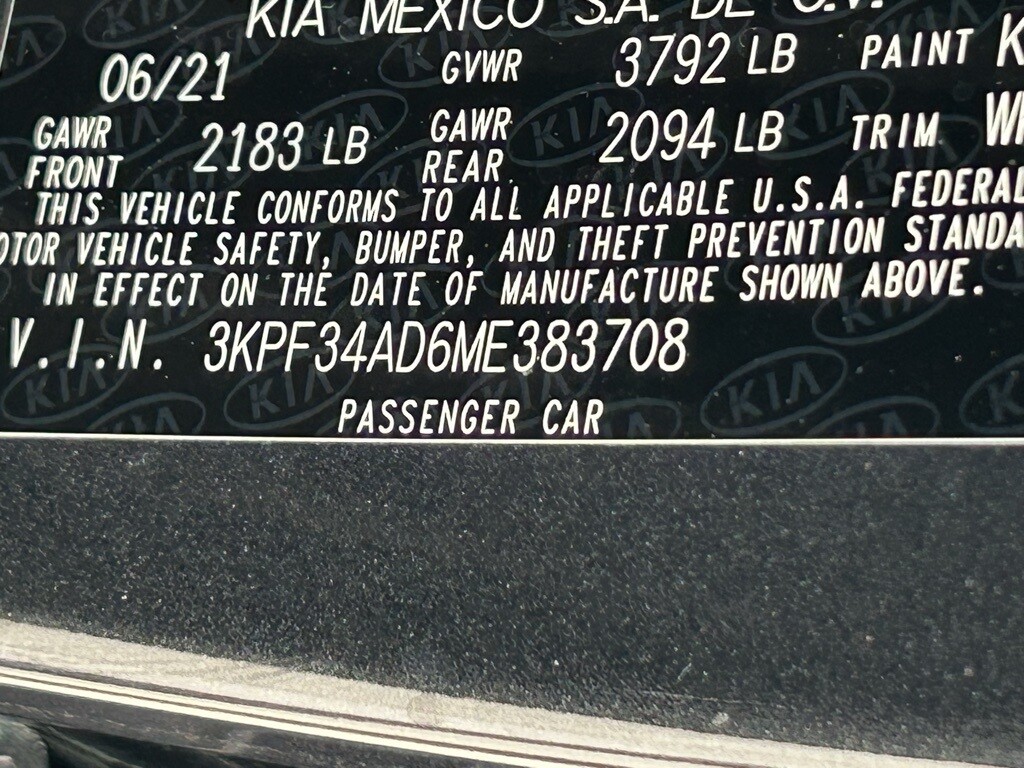 KIA MEXICO S.A. DE C.V.
06/21 GVWR 3792 LB PAINT K
GAWR FRONT 2183 LB GAWR REAR 2094 LB TRIM
THIS VEHICLE CONFORMS TO ALL APPLICABLE U.S.A. FEDERAL
MOTOR VEHICLE SAFETY, BUMPER, AND THEFT PREVENTION STANDA
IN EFFECT ON THE DATE OF MANUFACTURE SHOWN ABOVE.
V.I.N. 3KPF34AD6ME383708
PASSENGER CAR